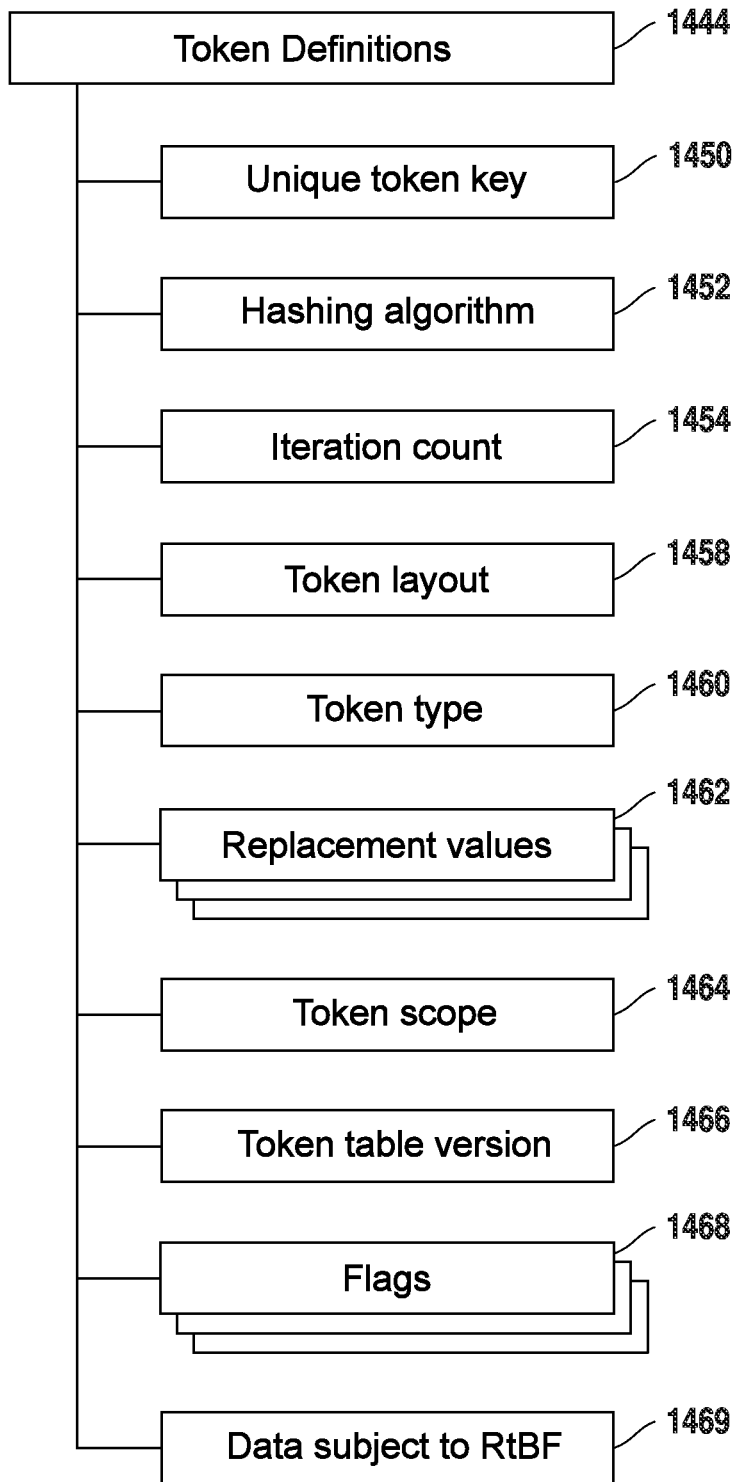 Token Definitions 1444
Unique token key 1450
Hashing algorithm 1452
Iteration count 1454
Token layout 1458
Token type 1460
Replacement values 1462
Token scope 1464
Token table version 1466
Flags 1468
Data subject to RtBF 1469